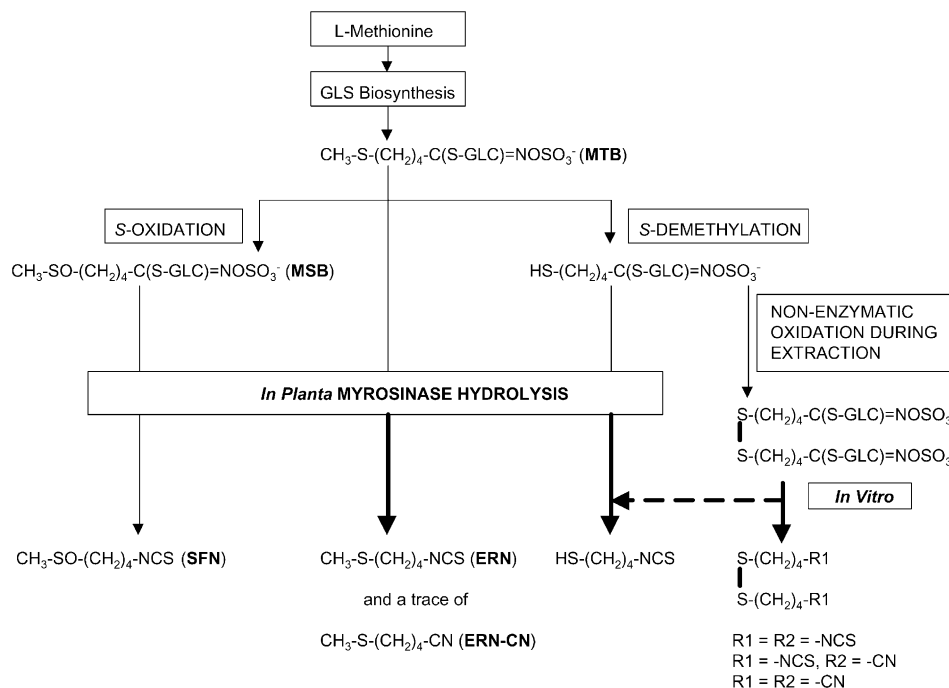 L-Methionine
GLS Biosynthesis
CH₃-S-(CH₂)₄-C(S-GLC)=NOSO₃⁻ (MTB)
S-OXIDATION
S-DEMETHYLATION
CH₃-SO-(CH₂)₄-C(S-GLC)=NOSO₃⁻ (MSB)
HS-(CH₂)₄-C(S-GLC)=NOSO₃⁻
NON-ENZYMATIC
OXIDATION DURING
EXTRACTION
In Planta MYROSINASE HYDROLYSIS
S-(CH₂)₄-C(S-GLC)=NOSO₃
S-(CH₂)₄-C(S-GLC)=NOSO₃
In Vitro
CH₃-SO-(CH₂)₄-NCS (SFN)
CH₃-S-(CH₂)₄-NCS (ERN)
HS-(CH₂)₄-NCS
S-(CH₂)₄-R1
and a trace of
S-(CH₂)₄-R1
CH₃-S-(CH₂)₄-CN (ERN-CN)
R1 = R2 = -NCS
R1 = -NCS, R2 = -CN
R1 = R2 = -CN